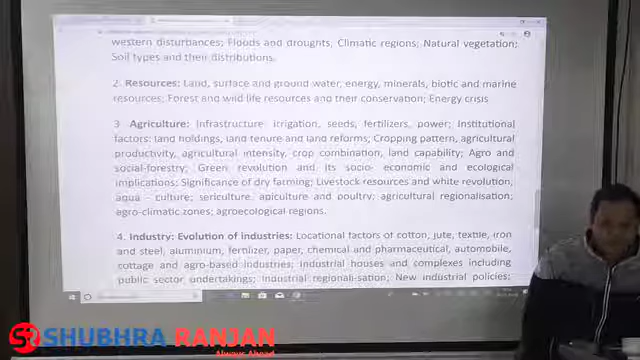 western disturbances; Floods and droughts, Climatic regions; Natural vegetation;
Soil types and their distributions.
2. Resources: Land, surface and ground water, energy, minerals, biotic and marine
resources; Forest and wild life resources and their conservation; Energy crisis
3. Agriculture: Infrastructure irrigation, seeds, fertilizers, power; Institutional
factors: land holdings, land tenure and land reforms; Cropping pattern, agricultural
productivity, agricultural intensity, crop combination, land capability; Agro and
social-forestry; Green revolution and its socio- economic and ecological
implications; Significance of dry farming; Livestock resources and white revolution,
aqua - culture; sericulture, apiculture and poultry; agricultural regionalisation;
agro-climatic zones; agroecological regions.
4. Industry: Evolution of industries: Locational factors of cotton, jute, textile, iron
and steel, aluminium, fertilizer, paper, chemical and pharmaceutical, automobile,
cottage and agro-based industries; Industrial houses and complexes including
public sector undertakings; Industrial regionali-sation; New industrial policies;
SR SHUBHRA RANJAN
Always Ahead